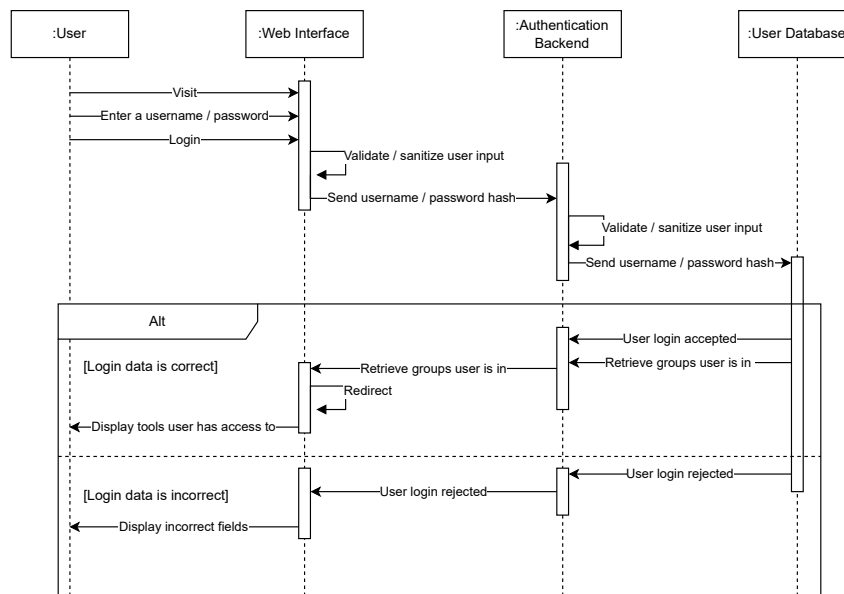 :User
:Web Interface
:Authentication
Backend
:User Database
Visit
Enter a username / password
Login
Validate / sanitize user input
Send username / password hash
Validate / sanitize user input
Send username / password hash
Alt
User login accepted
[Login data is correct]
Retrieve groups user is in
Retrieve groups user is in
Redirect
Display tools user has access to
User login rejected
[Login data is incorrect]
User login rejected
Display incorrect fields